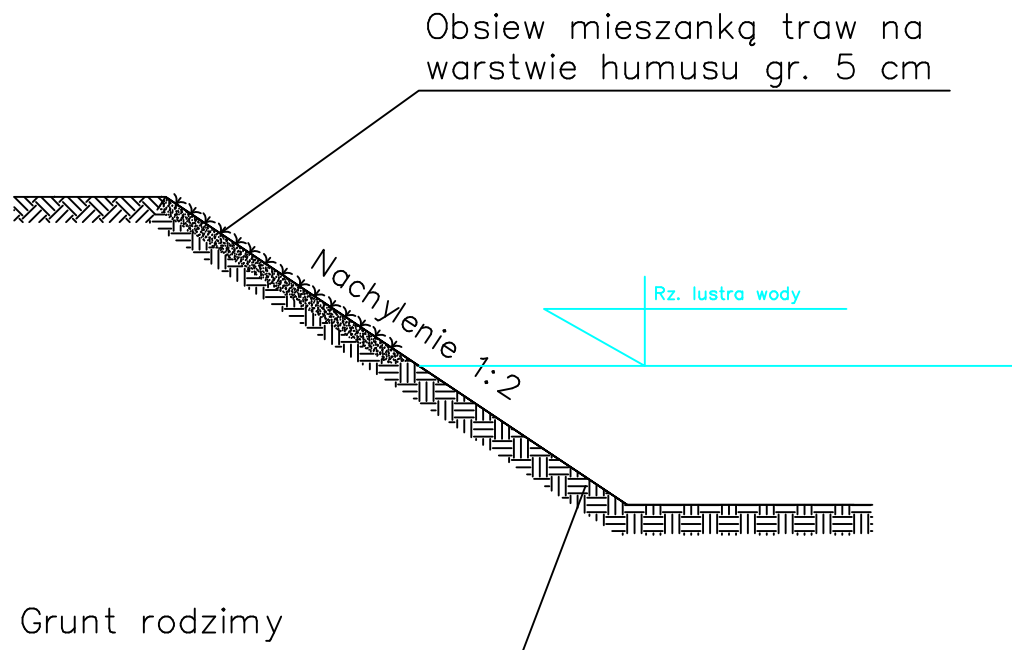 Obsiew mieszanką traw na
warstwie humusu gr. 5 cm
Nachylenie 1:2
Rz. lustra wody
Grunt rodzimy